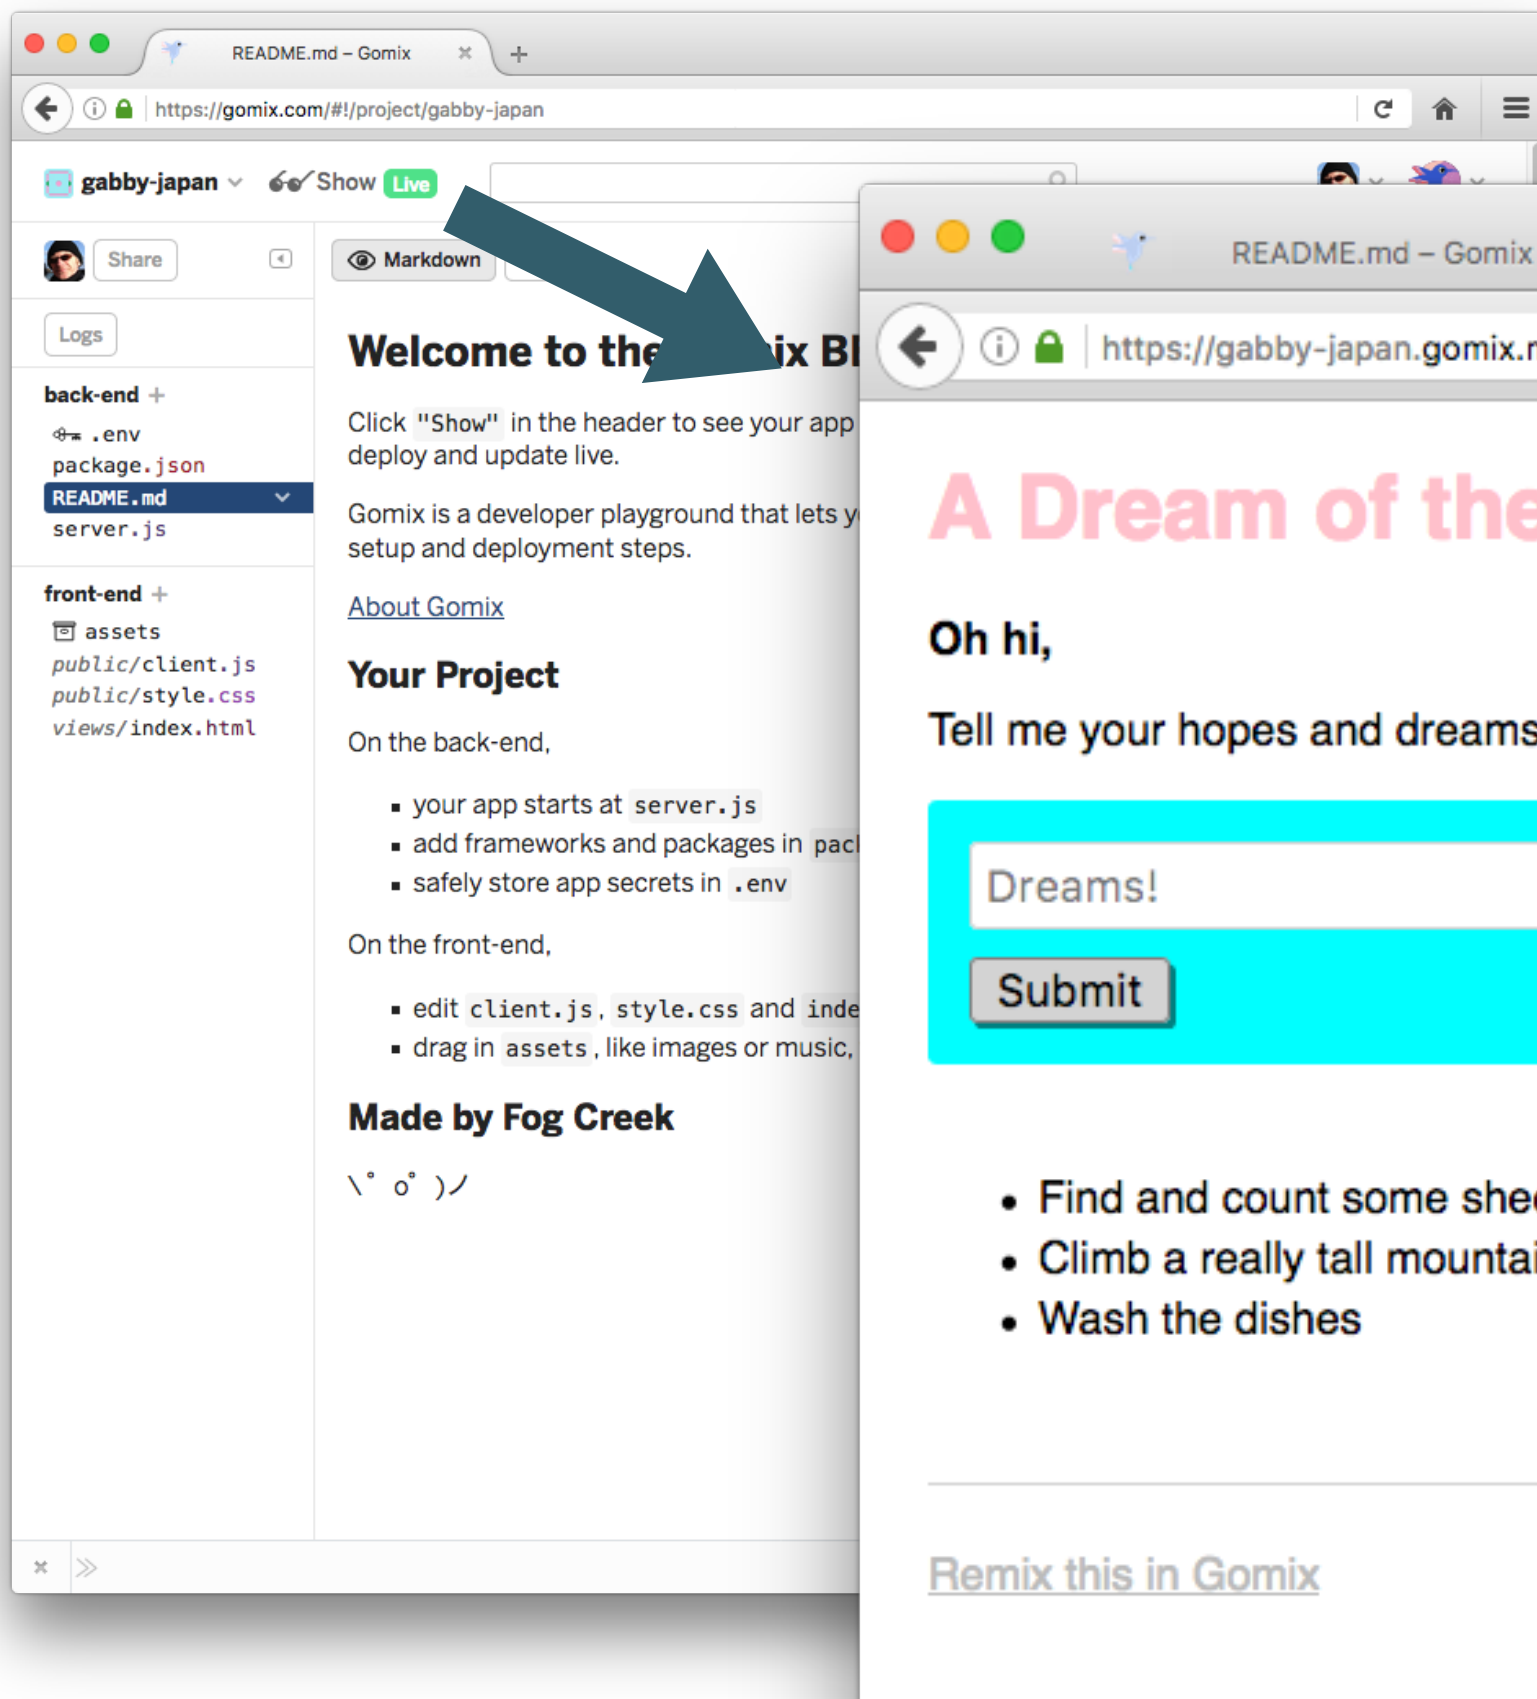 README.md – Gomix
https://gomix.com/#!/project/gabby-japan
gabby-japan
Show Live
Share
Markdown
Logs
back-end
.env
package.json
README.md
server.js
front-end
assets
public/client.js
public/style.css
views/index.html
Welcome to the
Click "Show" in the header to see your app
deploy and update live.
Gomix is a developer playground that lets
setup and deployment steps.
About Gomix
Your Project
On the back-end,
your app starts at server.js
add frameworks and packages in
safely store app secrets in .env
On the front-end,
edit client.js, style.css and
drag in assets, like images or music,
Made by Fog Creek
\゜o゜)ノ
README.md – Gomix
https://gabby-japan.gomix.
A Dream of the
Oh hi,
Tell me your hopes and dreams
Dreams!
Submit
Find and count some
Climb a really tall
Wash the dishes
Remix this in Gomix